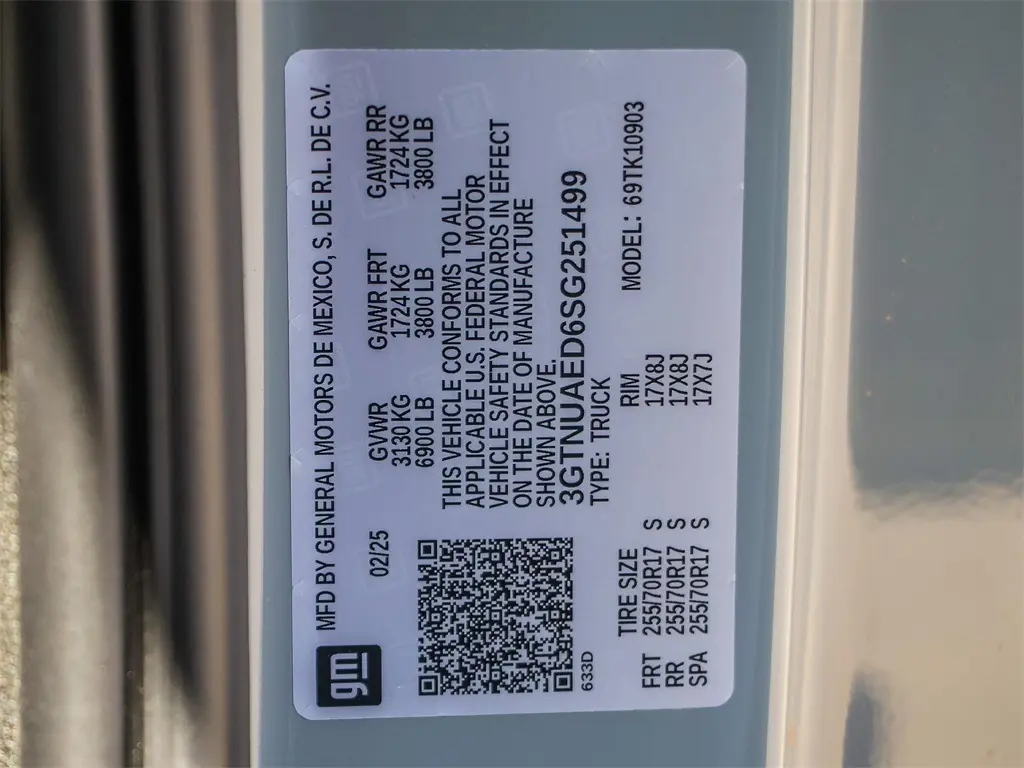 gm
MFD BY GENERAL MOTORS DE MEXICO, S. DE R.L. DE C.V.
02/25
GVWR GAWR FRT GAWR RR
3130 KG 1724 KG 1724 KG
6900 LB 3800 LB 3800 LB
THIS VEHICLE CONFORMS TO ALL
APPLICABLE U.S. FEDERAL MOTOR
VEHICLE SAFETY STANDARDS IN EFFECT
ON THE DATE OF MANUFACTURE
SHOWN ABOVE.
3GTNUAED6SG251499
TYPE: TRUCK
633D
TIRE SIZE RIM MODEL: 69TK10903
FRT 255/70R17 S 17X8J
RR 255/70R17 S 17X8J
SPA 255/70R17 S 17X7J